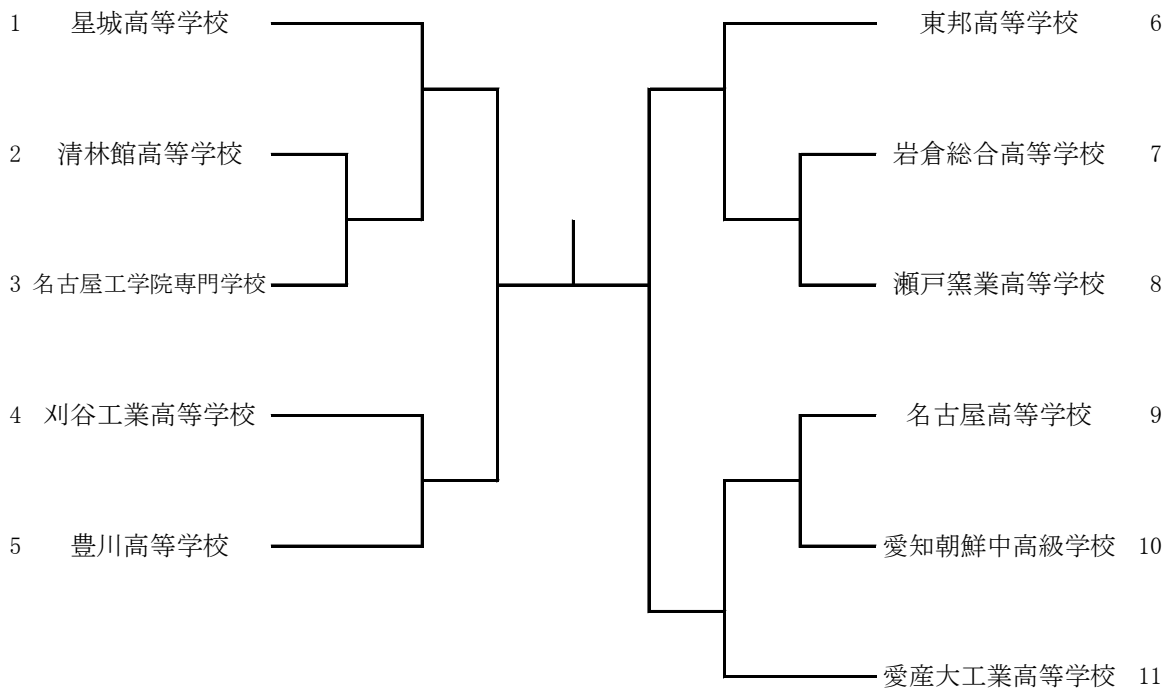 1 星城高等学校
2 清林館高等学校
3 名古屋工学院専門学校
4 刈谷工業高等学校
5 豊川高等学校
東邦高等学校 6
岩倉総合高等学校 7
瀬戸窯業高等学校 8
名古屋高等学校 9
愛知朝鮮中高級学校 10
愛産大工業高等学校 11